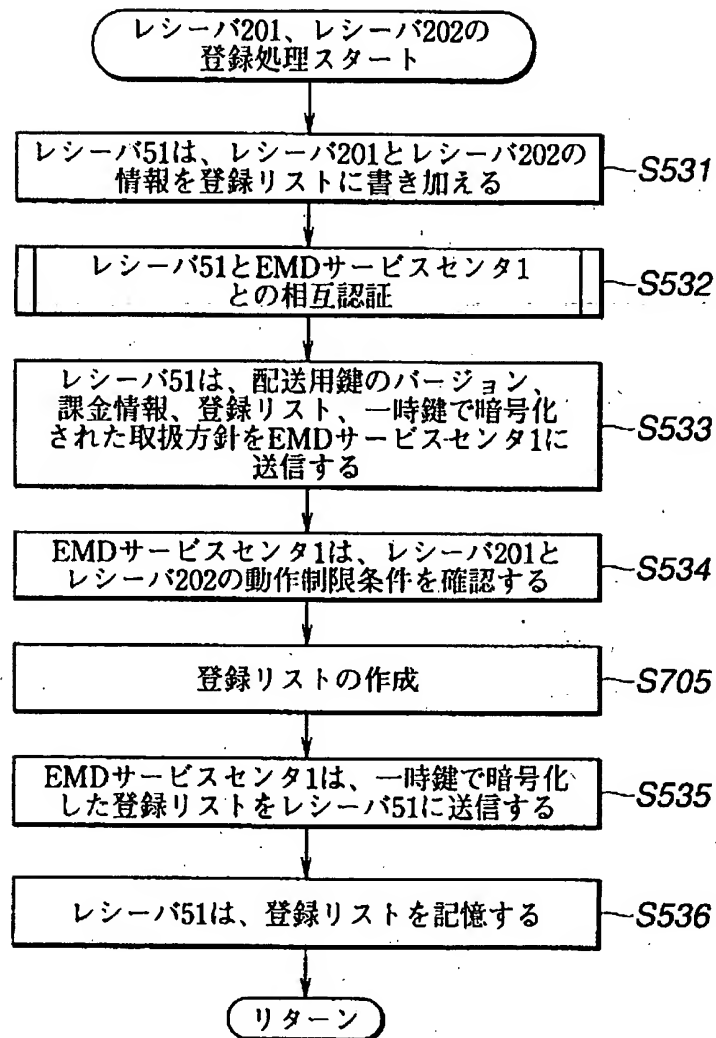 レシーバ201、レシーバ202の
登録処理スタート
レシーバ51は、レシーバ201とレシーバ202の
情報を登録リストに書き加える
S531
レシーバ51とEMDサービスセンタ1
との相互認証
S532
レシーバ51は、配送用鍵のバージョン、
課金情報、登録リスト、一時鍵で暗号化
された取扱方針をEMDサービスセンタ1に
送信する
S533
EMDサービスセンタ1は、レシーバ201と
レシーバ202の動作制限条件を確認する
S534
登録リストの作成
S705
EMDサービスセンタ1は、一時鍵で暗号化
した登録リストをレシーバ51に送信する
S535
レシーバ51は、登録リストを記憶する
S536
リターン